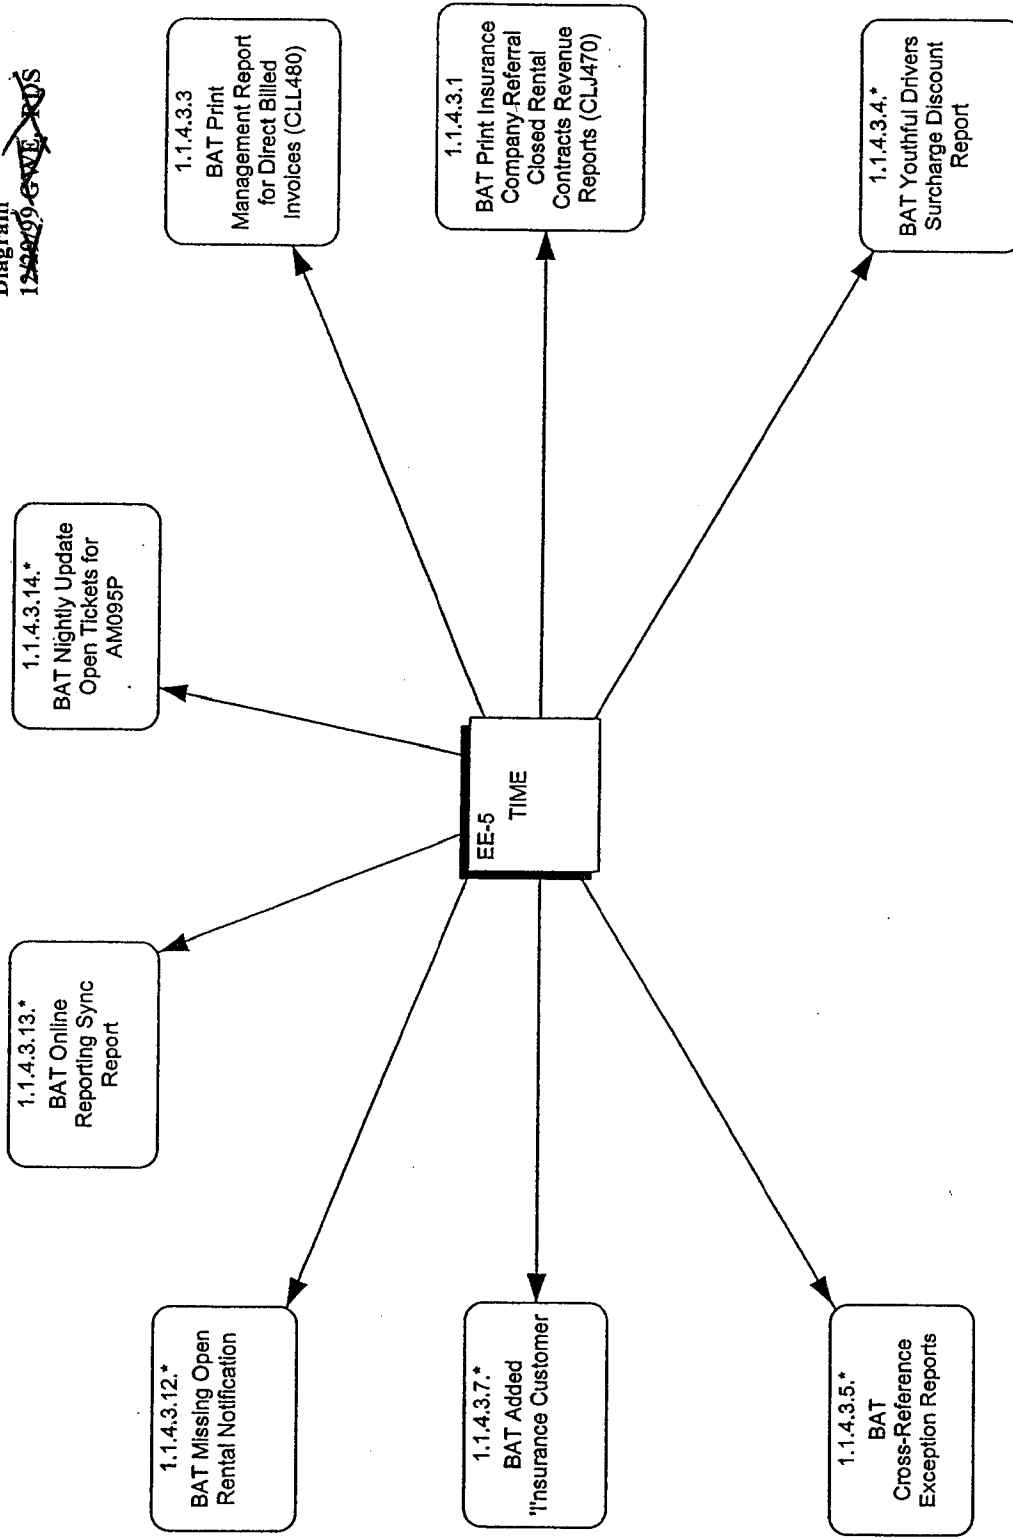 Diagram
12/20/99 GWE, RDS
1.1.4.3.13.*
BAT Online
Reporting Sync
Report
1.1.4.3.14.*
BAT Nightly Update
Open Tickets for
AM095P
1.1.4.3.12.*
BAT Missing Open
Rental Notification
1.1.4.3.3
BAT Print
Management Report
for Direct Billed
Invoices (CLL480)
1.1.4.3.7.*
BAT Added
'I'nsurance Customer
EE-5
TIME
1.1.4.3.1
BAT Print Insurance
Company Referral
Closed Rental
Contracts Revenue
Reports (CLJ470)
1.1.4.3.5.*
BAT
Cross-Reference
Exception Reports
1.1.4.3.4.*
BAT Youthful Drivers
Surcharge Discount
Report